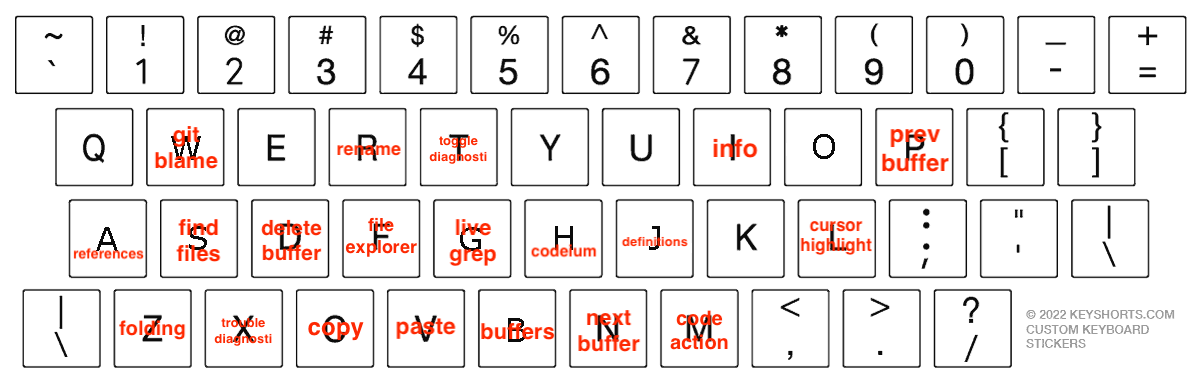 ~ ! @ # $ % ^ & * ( ) _ +
` 1 2 3 4 5 6 7 8 9 0 - =
Q W E R T Y U I O P { }
[ ]
git blame
rename
toggle diagnosti
info
prev buffer
A S D F G H J K L : " |
; ' \
references
find files
delete buffer
file explorer
live grep
codeium
definitions
cursor highlight
| Z X C V B N M < > ?
\ , . /
folding
trouble diagnosti
copy
paste
buffers
next buffer
code action
© 2022 KEYSHORTS.COM
CUSTOM KEYBOARD
STICKERS